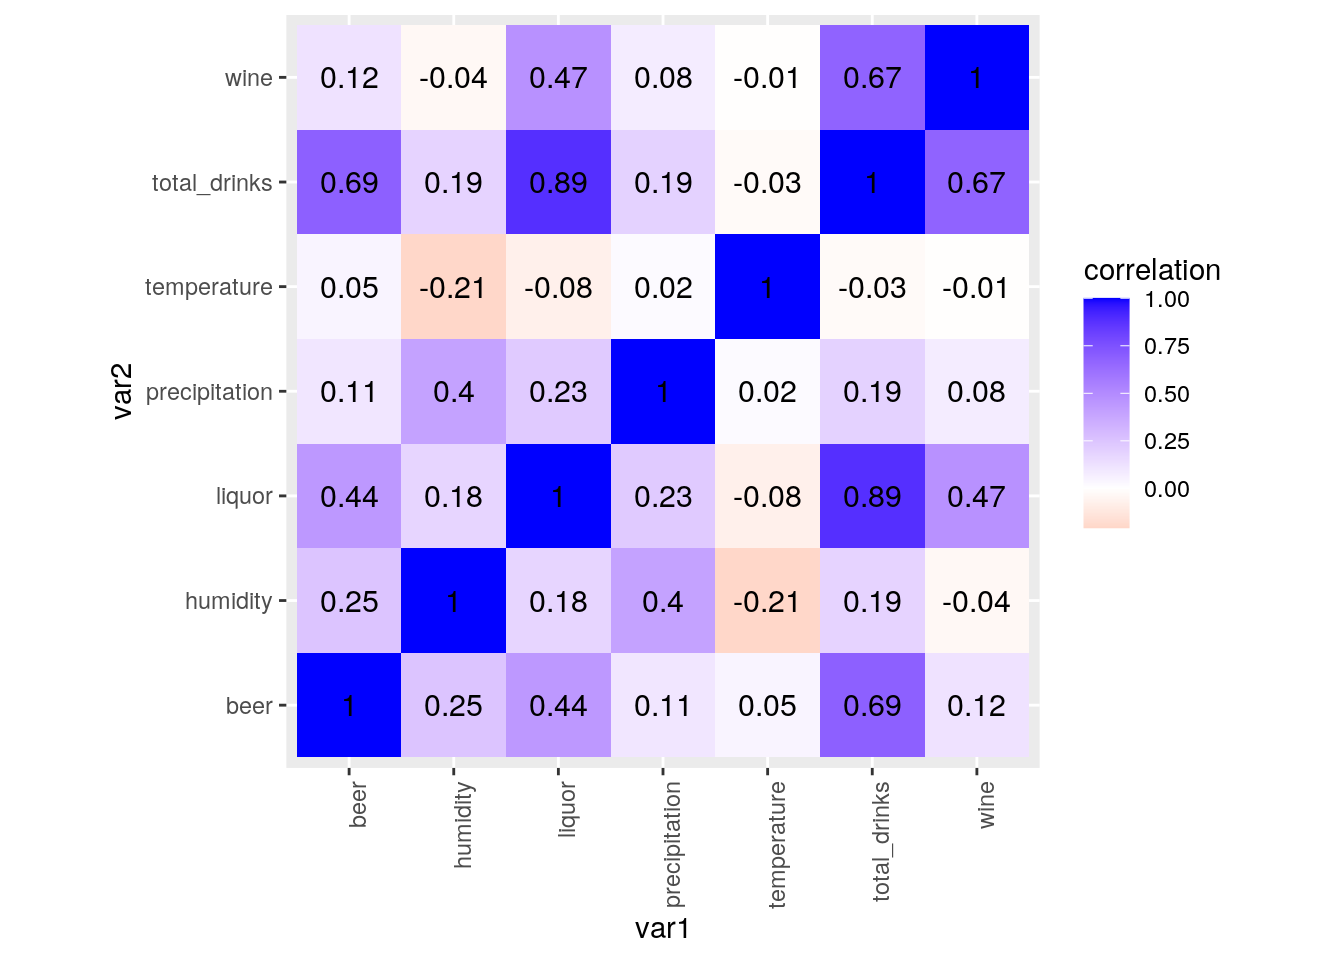 wine 0.12 -0.04 0.47 0.08 -0.01 0.67 1
total_drinks 0.69 0.19 0.89 0.19 -0.03 1 0.67
temperature 0.05 -0.21 -0.08 0.02 1 -0.03 -0.01
precipitation 0.11 0.4 0.23 1 0.02 0.19 0.08
liquor 0.44 0.18 1 0.23 -0.08 0.89 0.47
humidity 0.25 1 0.18 0.4 -0.21 0.19 -0.04
beer 1 0.25 0.44 0.11 0.05 0.69 0.12
var2
beer humidity liquor precipitation temperature total_drinks wine
var1
correlation
1.00
0.75
0.50
0.25
0.00